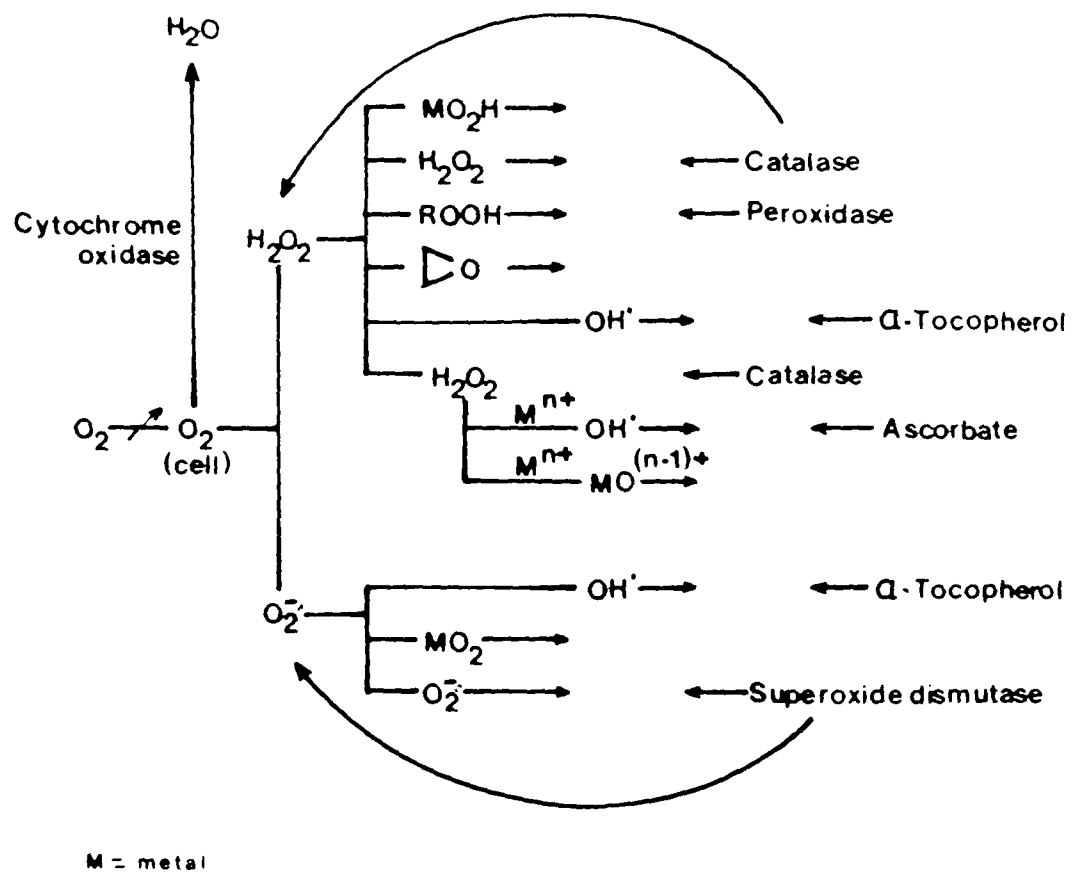 H₂O
MO₂H
H₂O₂ Catalase
Cytochrome oxidase
H₂O₂
ROOH Peroxidase
O
OH˙ α-Tocopherol
H₂O₂ Catalase
O₂ O₂ (cell)
Mⁿ⁺ OH˙ Ascorbate
Mⁿ⁺ MO⁽ⁿ⁻¹⁾⁺
O₂⁻˙
OH˙ α-Tocopherol
MO₂
O₂⁻˙ Superoxide dismutase
M = metal